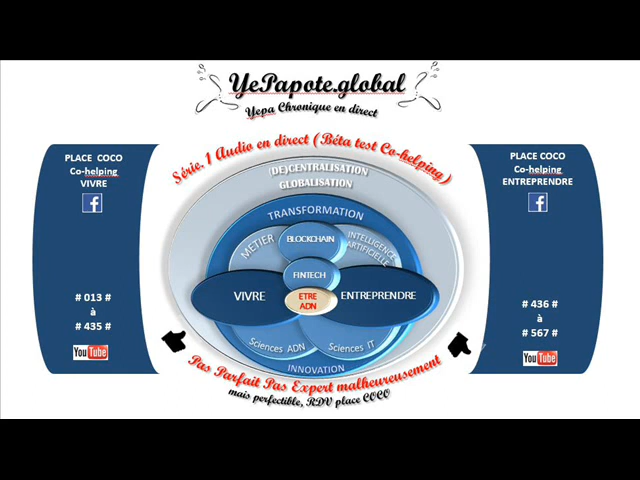 YePapote.global
Yepa Chronique en direct
Série, 1 Audio en direct (Béta test Co-helping)
PLACE COCO
Co-helping
VIVRE
# 013 #
à
# 435 #
YouTube
(DE)CENTRALISATION
GLOBALISATION
TRANSFORMATION
METIER
BLOCKCHAIN
INTELLIGENCE
ARTIFICIELLE
FINTECH
VIVRE
ETRE
ADN
ENTREPRENDRE
Sciences ADN
Sciences IT
INNOVATION
PLACE COCO
Co-helping
ENTREPRENDRE
# 436 #
à
# 567 #
YouTube
Pas Parfait Pas Expert malheureusement
mais perfectible, RDV place COCO